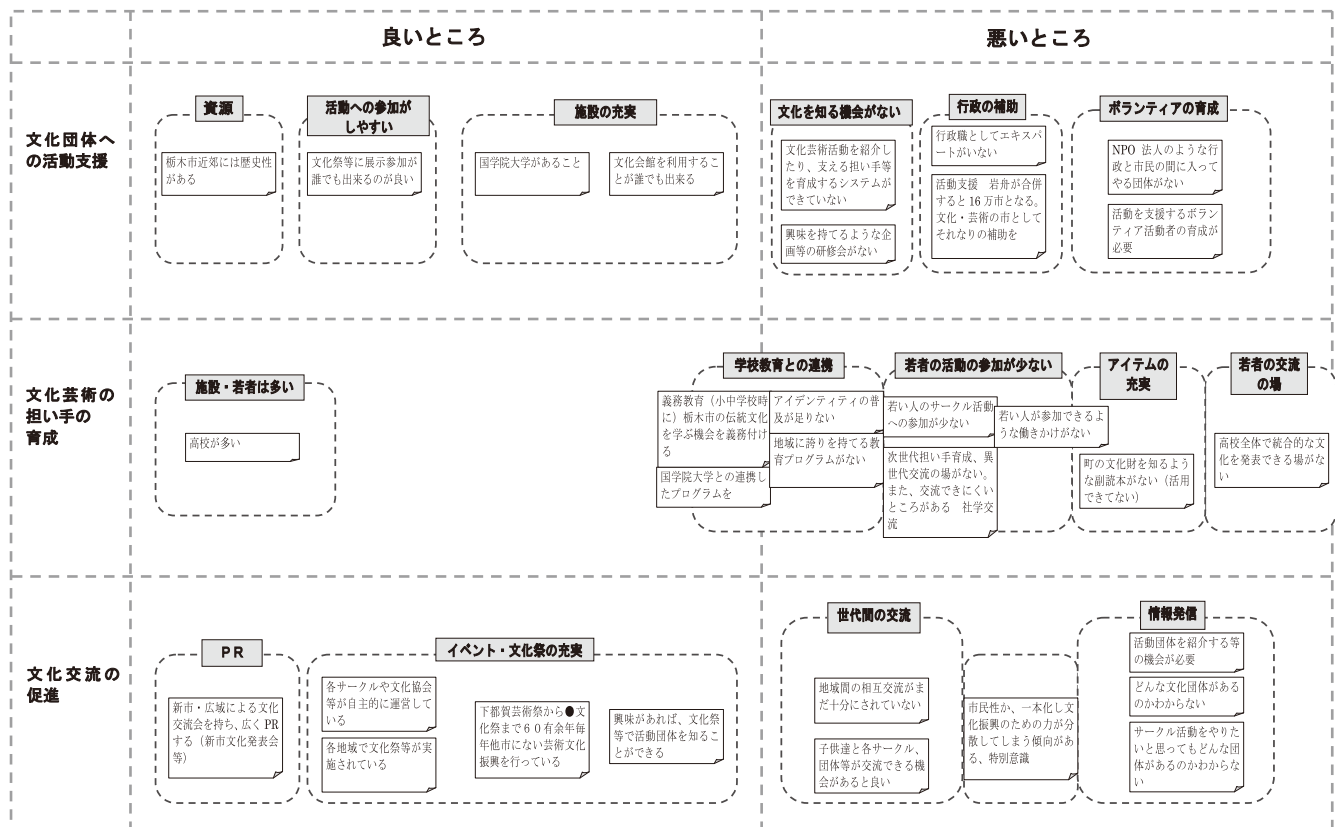 良いところ
悪いところ
文化団体へ
の活動支援
資源
栃木市近郊には歴史性
がある
活動への参加が
しやすい
文化祭等に展示参加が
誰でも出来るのが良い
施設の充実
国学院大学があること
文化会館を利用するこ
とが誰でも出来る
文化を知る機会がない
文化芸術活動を紹介し
たり、支える担い手等
を育成するシステムが
できていない
興味を持てるような企
画等の研修会がない
行政の補助
行政職としてエキスパ
ートがいない
活動支援　岩舟が合併
すると 16 万市となる。
文化・芸術の市として
それなりの補助を
ボランティアの育成
NPO 法人のような行
政と市民の間に入って
やる団体がない
活動を支援するボラン
ティア活動者の育成が
必要
文化芸術の
担い手の
育成
施設・若者は多い
高校が多い
学校教育との連携
義務教育（小中学校時
に）栃木市の伝統文化
を学ぶ機会を義務付け
る
国学院大学との連携し
たプログラムを
アイデンティティの普
及が足りない
地域に誇りを持てる教
育プログラムがない
若者の活動の参加が少ない
若い人のサークル活動
への参加が少ない
次世代担い手育成、異
世代交流の場がない。
また、交流できにくい
ところがある　社学交
流
若い人が参加できるよ
うな働きかけがない
アイテムの
充実
町の文化財を知るよう
な副読本がない（活用
できてない）
若者の交流
の場
高校全体で統合的な文
化を発表できる場がな
い
文化交流の
促進
ＰＲ
新市・広域による文化
交流会を持ち、広く PR
する（新市文化発表会
等）
イベント・文化祭の充実
各サークルや文化協会
等が自主的に運営して
いる
各地域で文化祭等が実
施されている
下都賀芸術祭から●文
化祭まで６０有余年毎
年他市にない芸術文化
振興を行っている
興味があれば、文化祭
等で活動団体を知るこ
とができる
世代間の交流
地域間の相互交流がま
だ十分にされていない
子供達と各サークル、
団体等が交流できる機
会があると良い
市民性か、一本化し文
化振興のための力が分
散してしまう傾向があ
る、特別意識
情報発信
活動団体を紹介する等
の機会が必要
どんな文化団体がある
のかわからない
サークル活動をやりた
いと思ってもどんな団
体があるのかわからな
い